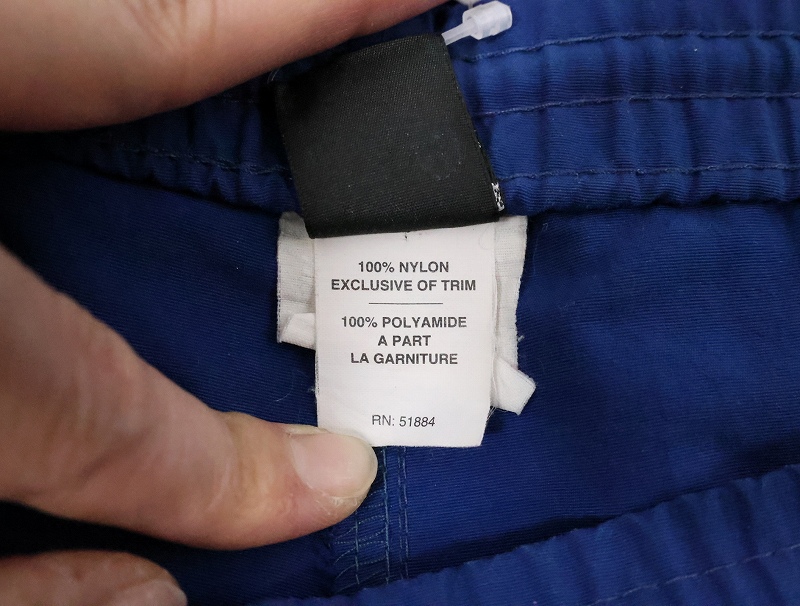 100% NYLON
EXCLUSIVE OF TRIM
100% POLYAMIDE
A PART
LA GARNITURE
RN: 51884